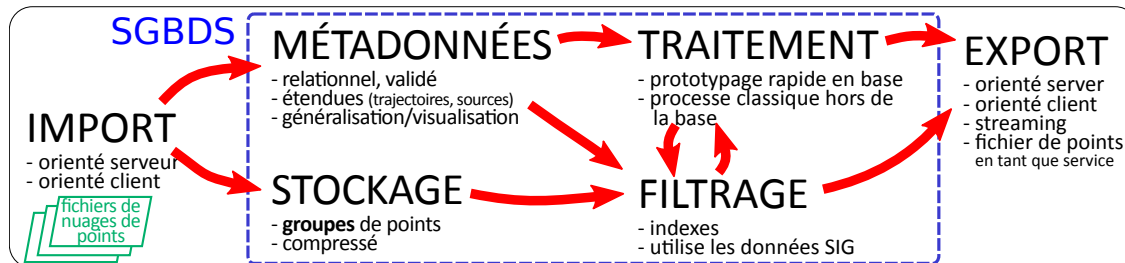 SGBDS
IMPORT
- orienté serveur
- orienté client
fichiers de
nuages de
points
MÉTADONNÉES
- relationnel, validé
- étendues (trajectoires, sources)
- généralisation/visualisation
STOCKAGE
- groupes de points
- compressé
TRAITEMENT
- prototypage rapide en base
- processe classique hors de
la base
FILTRAGE
- indexes
- utilise les données SIG
EXPORT
- orienté server
- orienté client
- streaming
- fichier de points
en tant que service